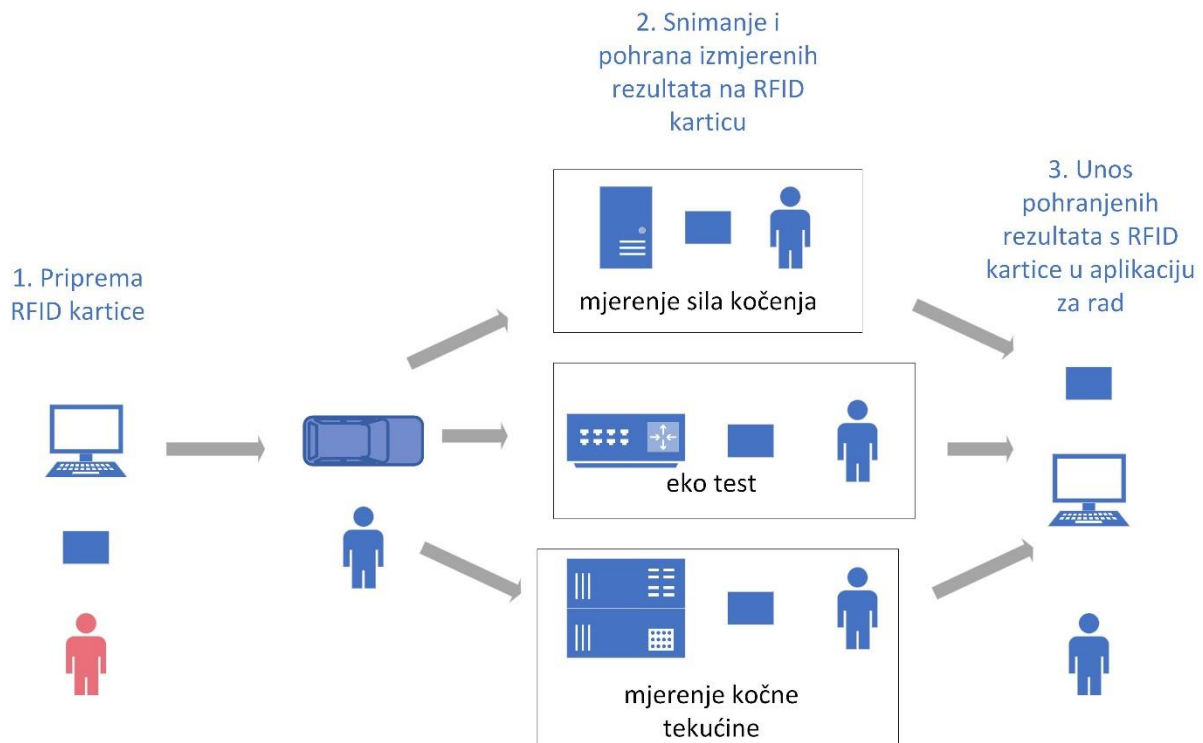 1. Priprema
RFID kartice
2. Snimanje i
pohrana izmjerenih
rezultata na RFID
karticu
mjerenje sila kočenja
eko test
mjerenje kočne
tekućine
3. Unos
pohranjenih
rezultata s RFID
kartice u aplikaciju
za rad